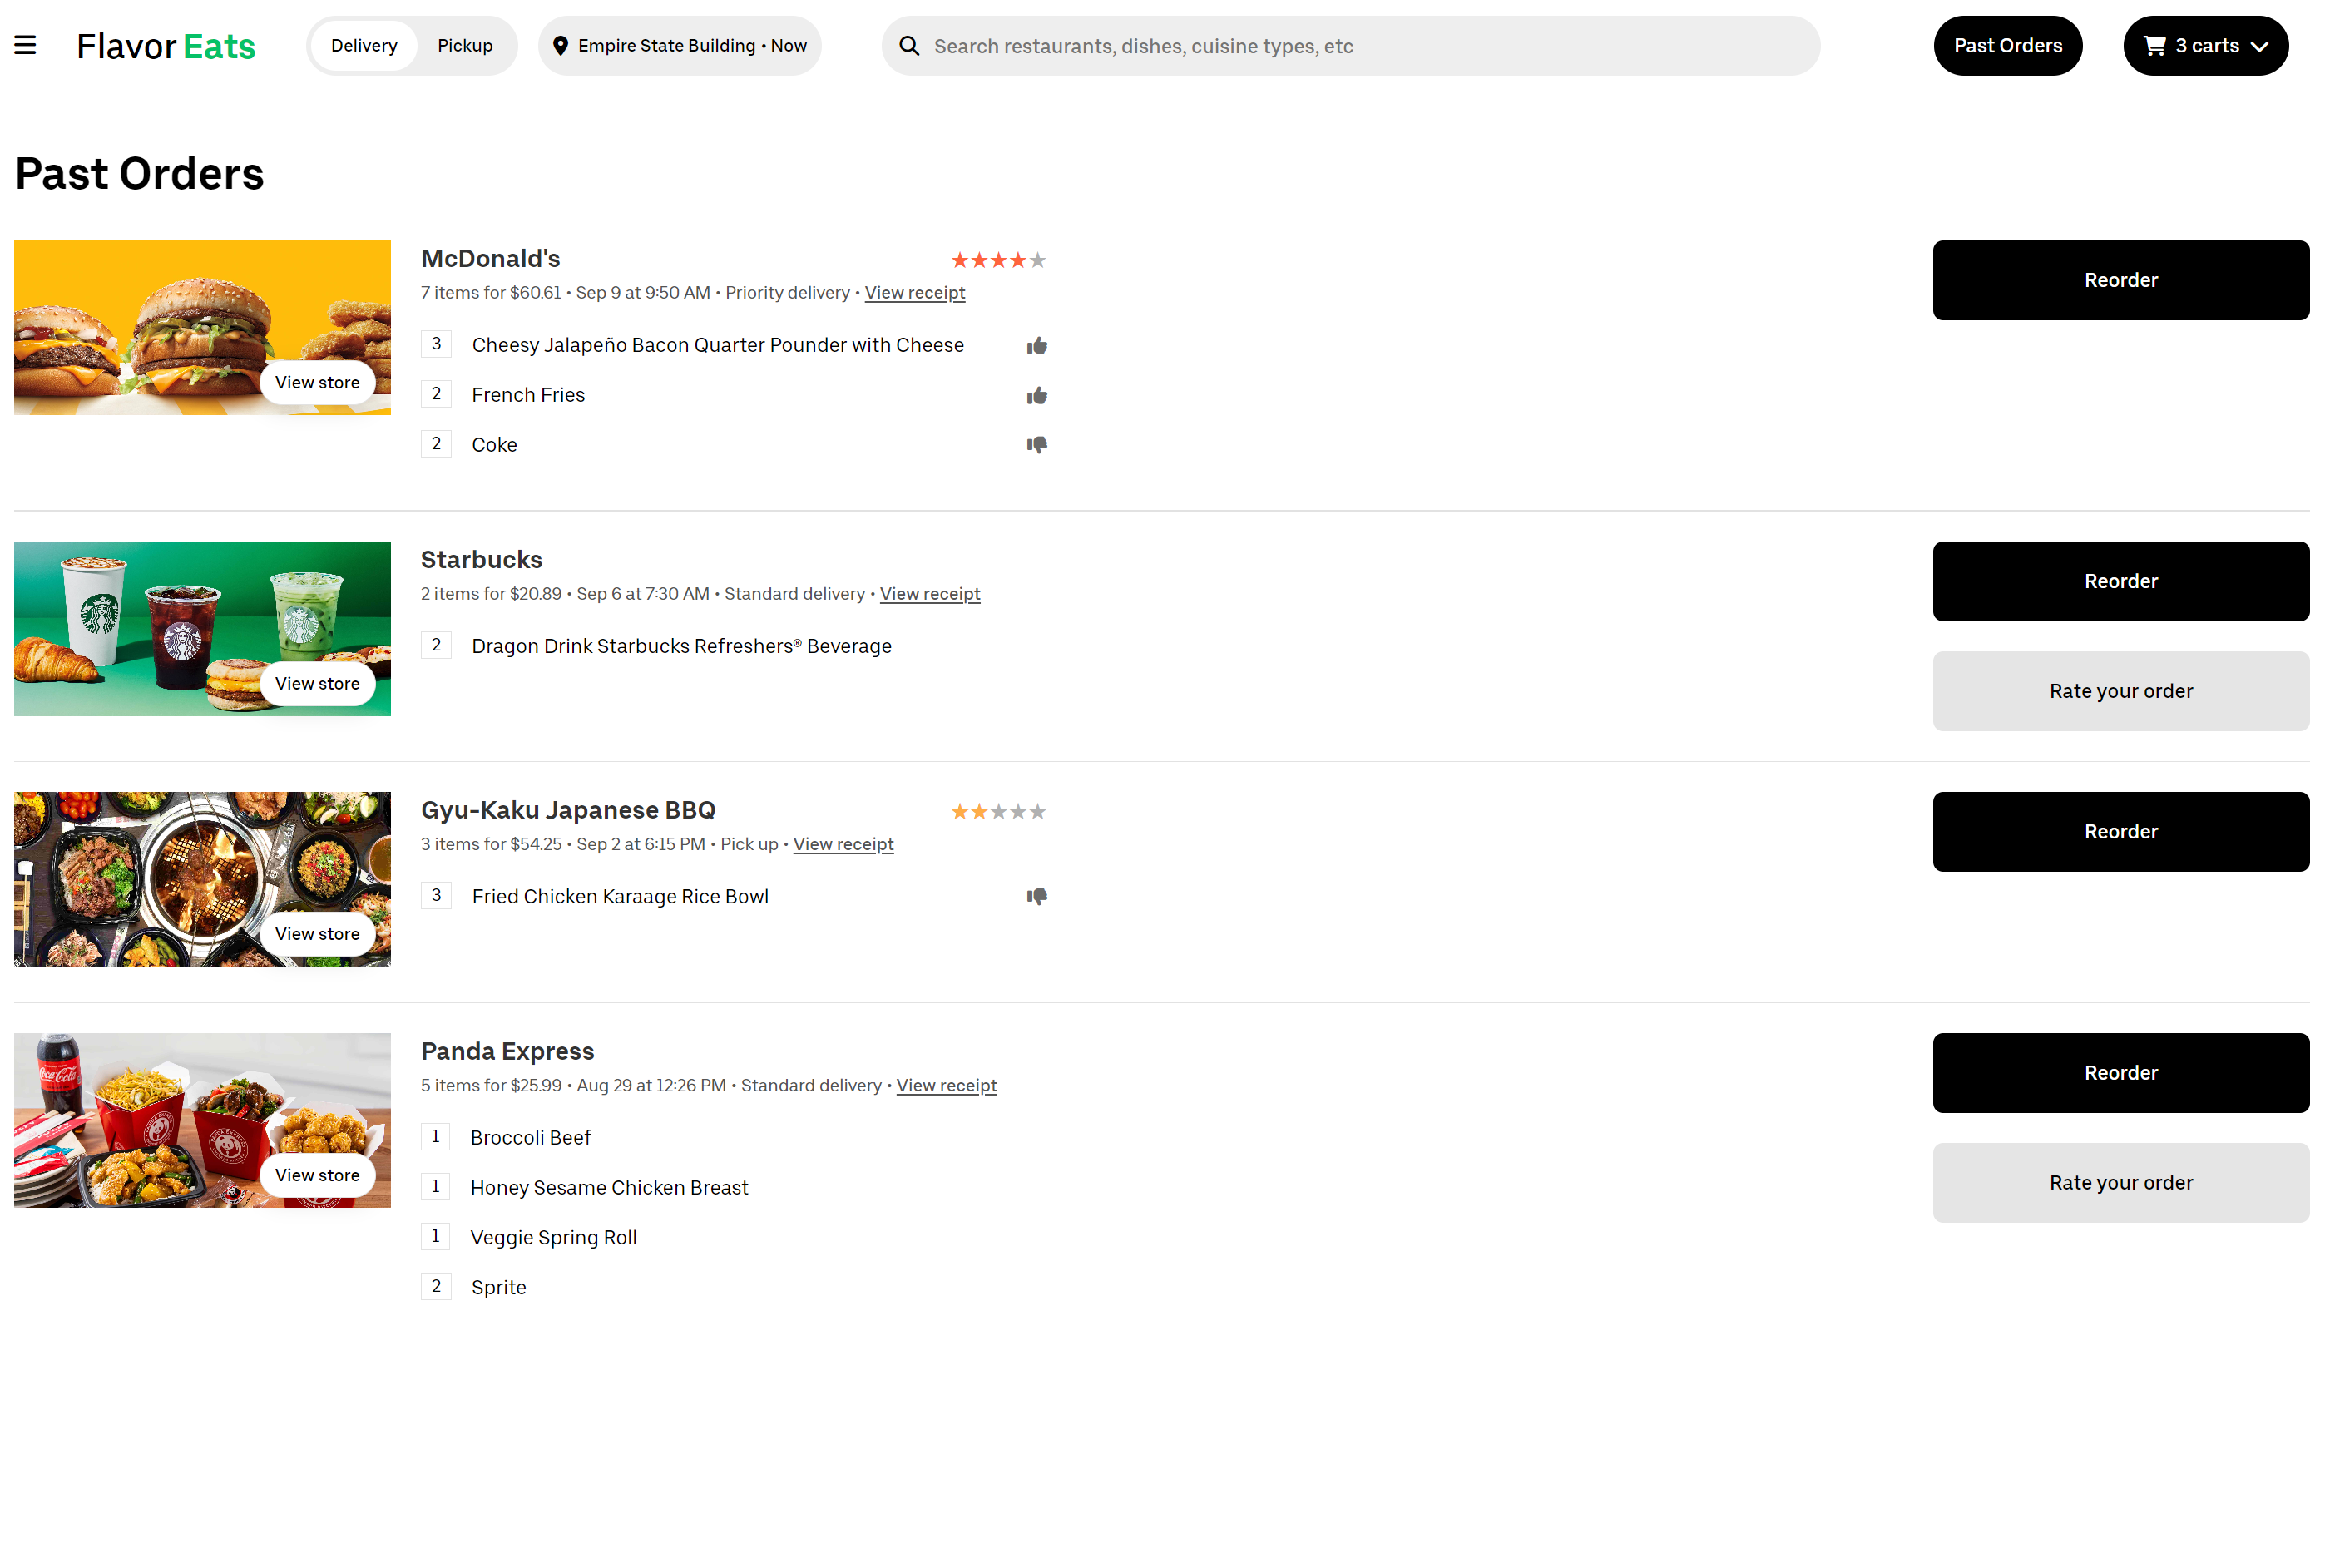 Flavor Eats
Delivery Pickup
Empire State Building • Now
Search restaurants, dishes, cuisine types, etc
Past Orders
3 carts
Past Orders
McDonald's
7 items for $60.61 • Sep 9 at 9:50 AM • Priority delivery • View receipt
3 Cheesy Jalapeño Bacon Quarter Pounder with Cheese
2 French Fries
2 Coke
View store
Reorder
Starbucks
2 items for $20.89 • Sep 6 at 7:30 AM • Standard delivery • View receipt
2 Dragon Drink Starbucks Refreshers® Beverage
View store
Reorder
Rate your order
Gyu-Kaku Japanese BBQ
3 items for $54.25 • Sep 2 at 6:15 PM • Pick up • View receipt
3 Fried Chicken Karaage Rice Bowl
View store
Reorder
Panda Express
5 items for $25.99 • Aug 29 at 12:26 PM • Standard delivery • View receipt
1 Broccoli Beef
1 Honey Sesame Chicken Breast
1 Veggie Spring Roll
2 Sprite
Coca-Cola
View store
Reorder
Rate your order